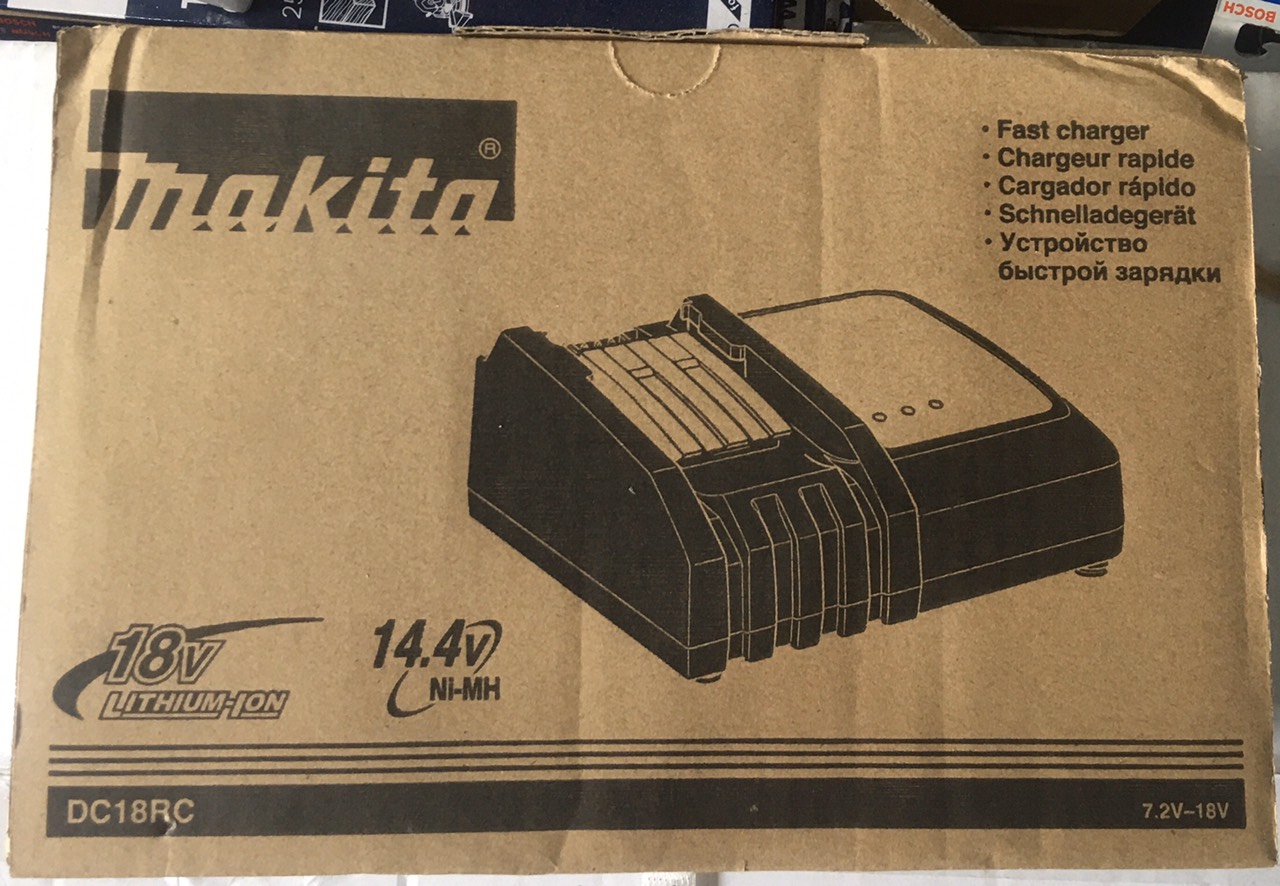 25
BOSCH
makita®
• Fast charger
• Chargeur rapide
• Cargador rápido
• Schnelladegerät
• Устройство
быстрой зарядки
18V
LITHIUM-ION
14.4V
Ni-MH
DC18RC
7.2V–18V